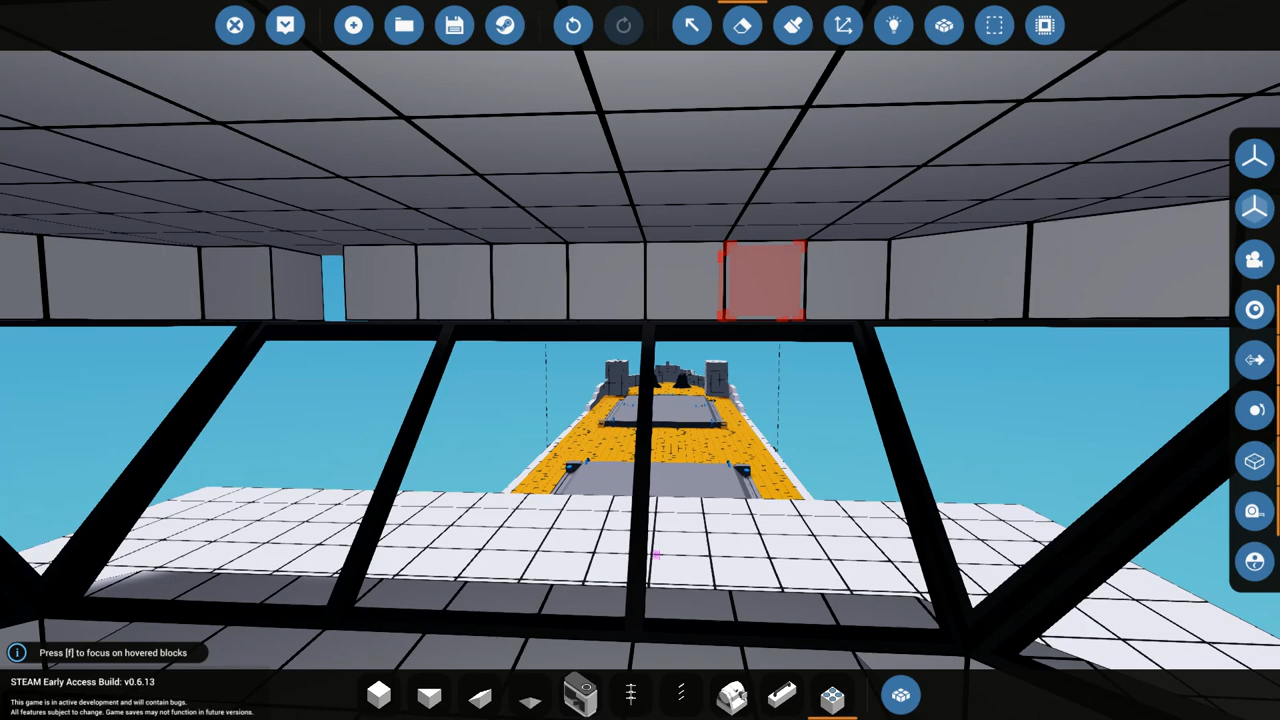 Press [f] to focus on hovered blocks
STEAM Early Access Build: v0.6.13
This game is in active development and will contain bugs.
All features subject to change. Game saves may not function in future versions.